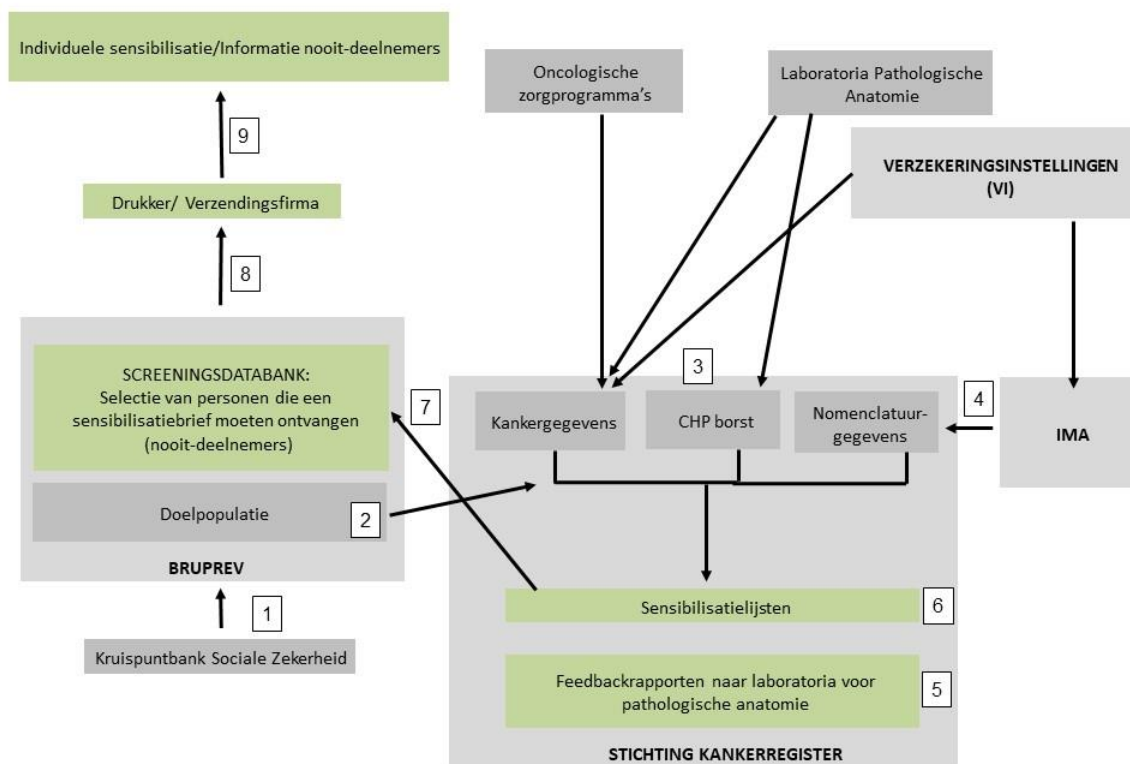 Individuele sensibilisatie/Informatie nooit-deelnemers
9
Drukker/ Verzendingsfirma
8
SCREENINGSDATABANK:
Selectie van personen die een
sensibilisatiebrief moeten ontvangen
(nooit-deelnemers)
7
Doelpopulatie
2
BRUPREV
1
Kruispuntbank Sociale Zekerheid
Oncologische
zorgprogramma's
Laboratoria Pathologische
Anatomie
VERZEKERINGSINSTELLINGEN
(VI)
3
Kankergegevens
CHP borst
Nomenclatuur-
gegevens
4
IMA
Sensibilisatielijsten
6
Feedbackrapporten naar laboratoria voor
pathologische anatomie
5
STICHTING KANKERREGISTER